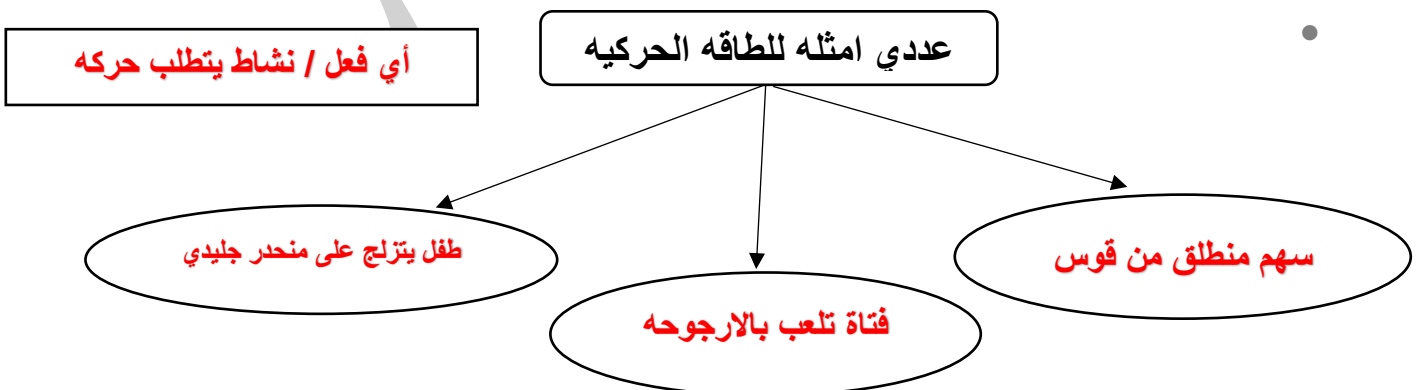 عددي امثله للطاقه الحركيه
أي فعل / نشاط يتطلب حركه
سهم منطلق من قوس
فتاة تلعب بالارجوحه
طفل يتزلج على منحدر جليدي